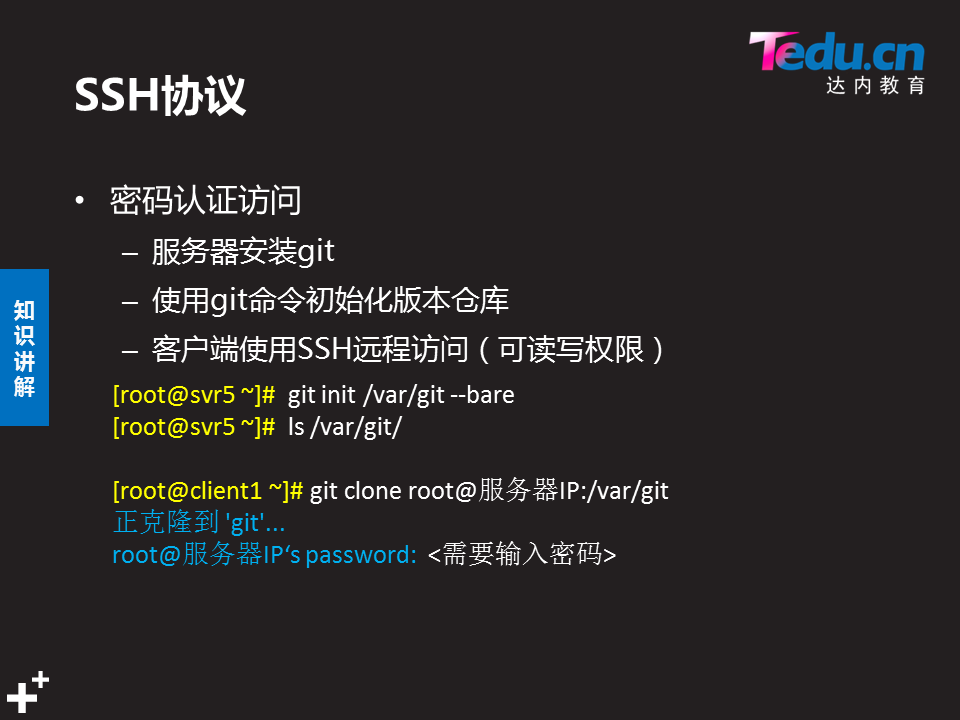 Tedu.cn
达内教育
SSH协议
• 密码认证访问
– 服务器安装git
– 使用git命令初始化版本仓库
– 客户端使用SSH远程访问（可读写权限）
知识讲解
[root@svr5 ~]# git init /var/git --bare
[root@svr5 ~]# ls /var/git/
[root@client1 ~]# git clone root@服务器IP:/var/git
正克隆到 'git'...
root@服务器IP‘s password: <需要输入密码>